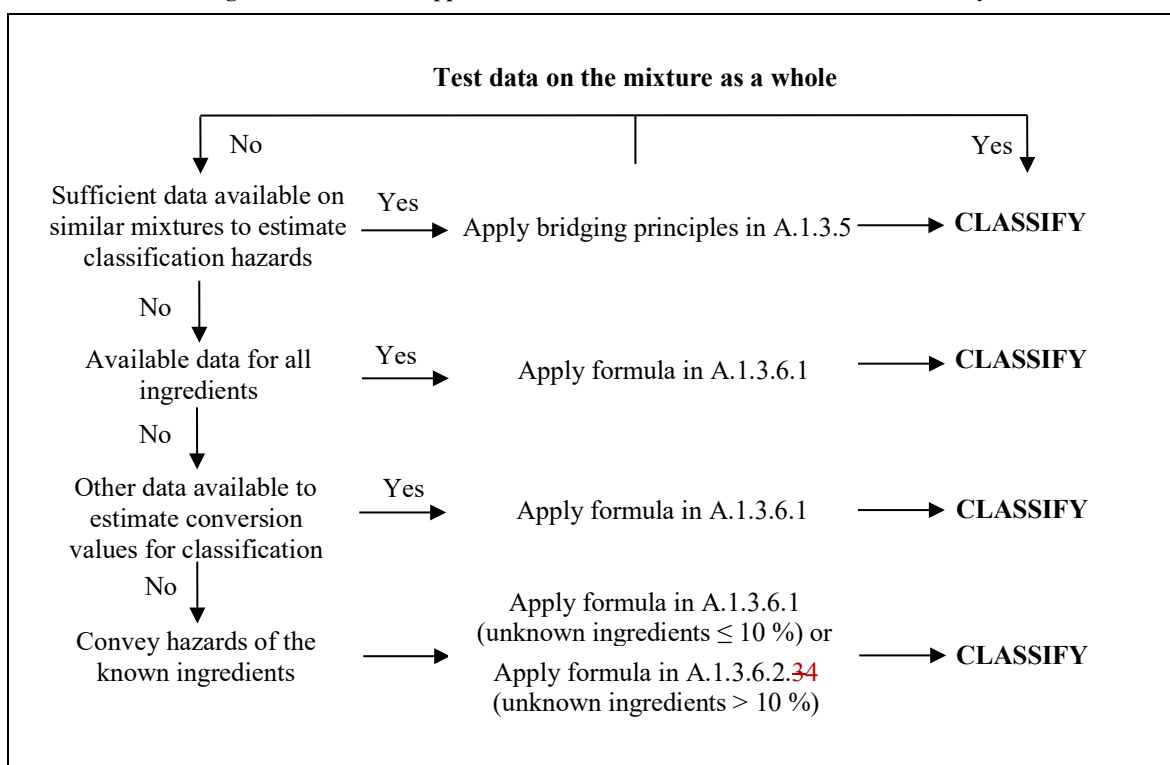 Test data on the mixture as a whole
No
Yes
Sufficient data available on
similar mixtures to estimate
classification hazards
Yes
Apply bridging principles in A.1.3.5
CLASSIFY
No
Available data for all
ingredients
Yes
Apply formula in A.1.3.6.1
CLASSIFY
No
Other data available to
estimate conversion
values for classification
Yes
Apply formula in A.1.3.6.1
CLASSIFY
No
Convey hazards of the
known ingredients
Apply formula in A.1.3.6.1
(unknown ingredients ≤ 10 %) or
Apply formula in A.1.3.6.2.34
(unknown ingredients > 10 %)
CLASSIFY